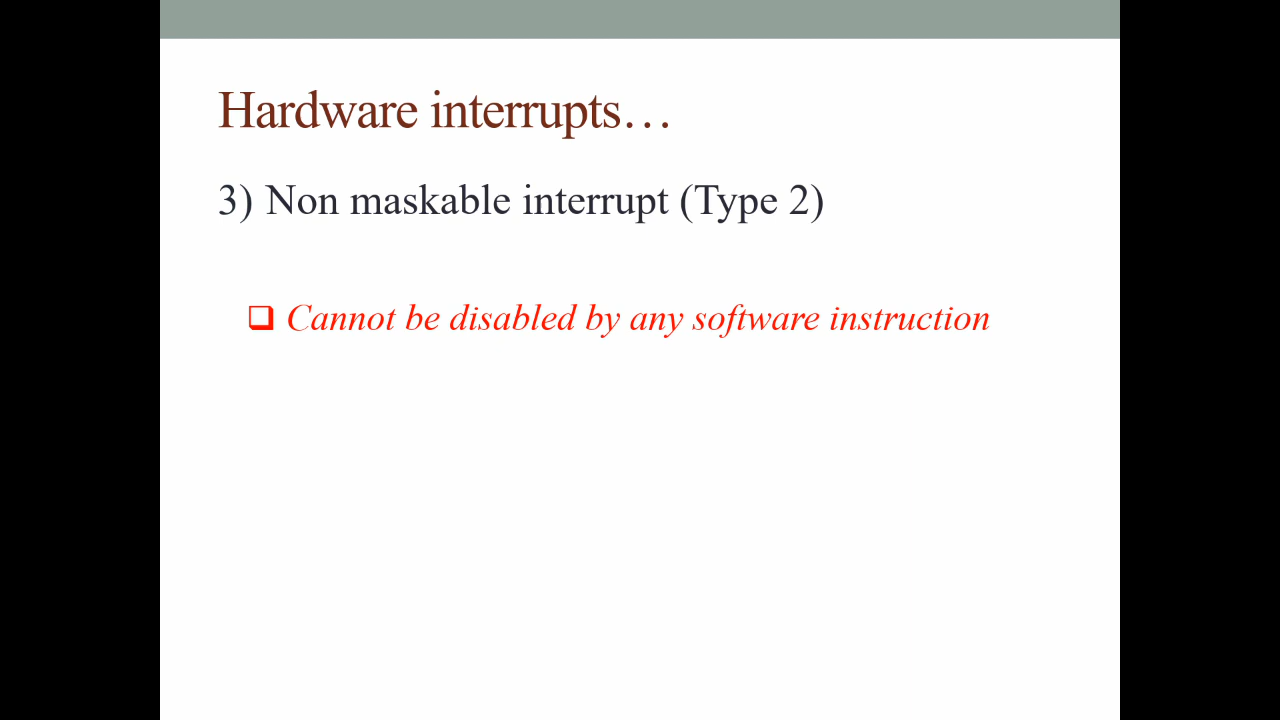 Hardware interrupts…
3) Non maskable interrupt (Type 2)
❑ Cannot be disabled by any software instruction